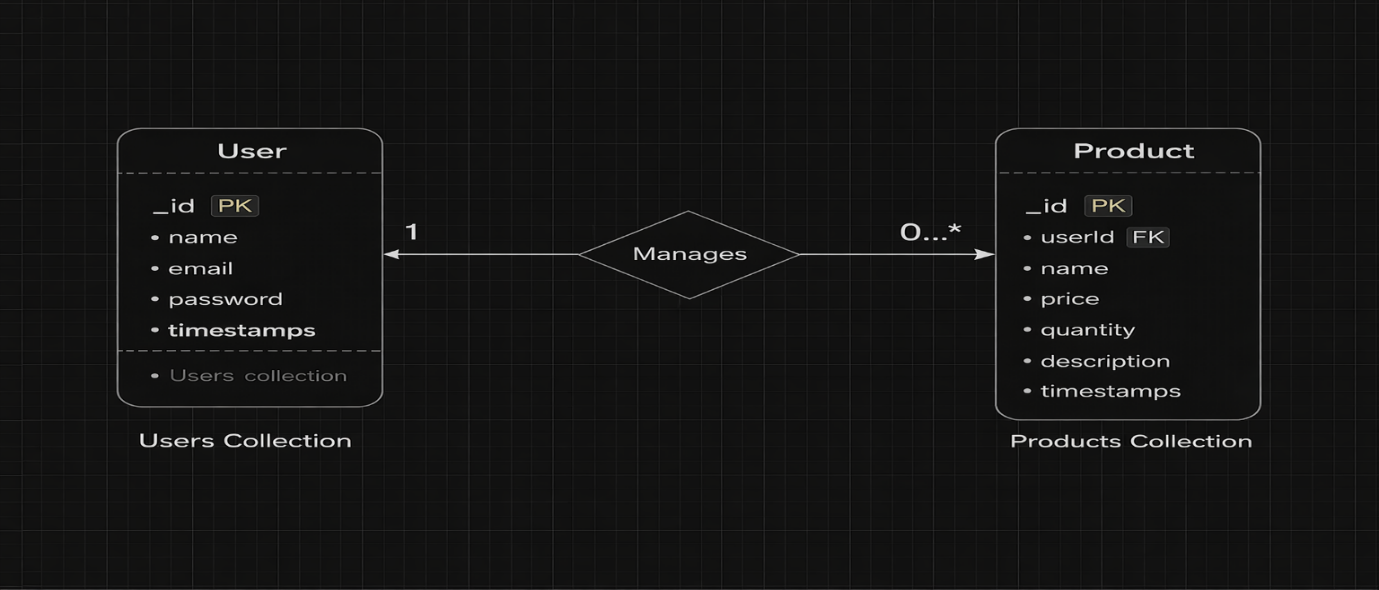 User
_id PK
• name
• email
• password
• timestamps
• Users collection
Users Collection
1
Manages
0...*
Product
_id PK
• userId FK
• name
• price
• quantity
• description
• timestamps
Products Collection